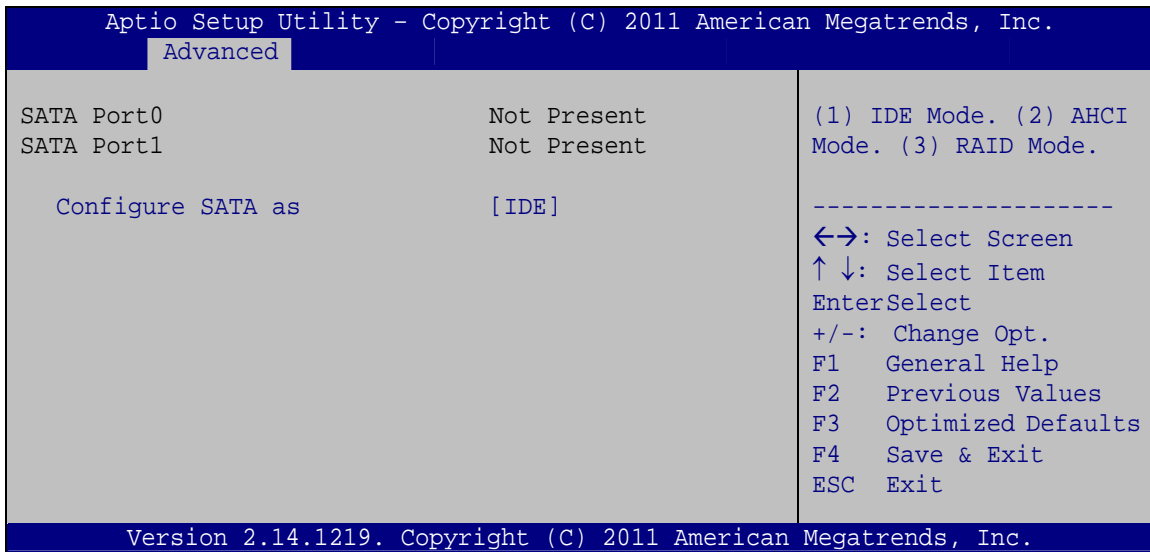 Aptio Setup Utility – Copyright (C) 2011 American Megatrends, Inc.
Advanced
SATA Port0 Not Present
SATA Port1 Not Present
Configure SATA as [IDE]
(1) IDE Mode. (2) AHCI
Mode. (3) RAID Mode.
---------------------
←→: Select Screen
↑ ↓: Select Item
EnterSelect
+/-: Change Opt.
F1 General Help
F2 Previous Values
F3 Optimized Defaults
F4 Save & Exit
ESC Exit
Version 2.14.1219. Copyright (C) 2011 American Megatrends, Inc.